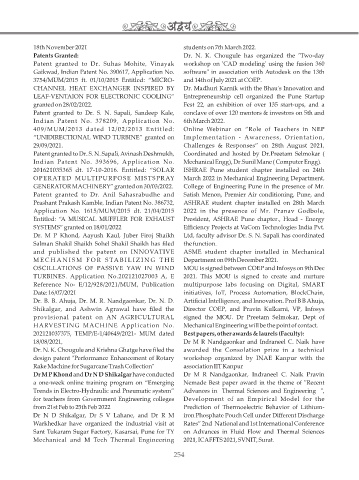 अद्वय
18th November 2021
Patents Granted:
Patent granted to Dr. Suhas Mohite, Vinayak
Gaikwad, Indian Patent No. 390617, Application No.
3754/MUM/2015 ft. 01/10/2015 Entitled: "MICRO-
CHANNEL HEAT EXCHANGER INSPIRED BY
LEAF-VENTAION FOR ELECTRONIC COOLING"
granted on 28/02/2022.
Patent granted to Dr. S. N. Sapali, Sandeep Kale,
Indian Patent No. 378209, Application No.
409/MUM/2013 dated 12/02/2013 Entitled:
"UNIDIRECTIONAL WIND TURBINE" granted on
29/09/2021.
Patent granted to Dr. S. N. Sapali, Avinash Deshmukh,
Indian Patent No. 393696, Application No.
201621035365 dt. 17-10-2016. Entitled: "SOLAR
OPERATED MULTIPURPOSE MISTSPRAY
GENERATOR MACHINERY" granted on 30/03/2022.
Patent granted to Dr. Anil Sahasrabudhe and
Prashant Prakash Kamble. Indian Patent No. 386732,
Application No. 1615/MUM/2015 dt. 21/04/2015
Entitled: "A MUSICAL MUFFLER FOR EXHAUST
SYSTEMS" granted on 18/01/2022
Dr. M P Khond, Aayush Kaul, Juber Firoj Shaikh
Salman Shakil Shaikh Sohel Shakil Shaikh has filed
and published the patent on INNOVATIVE
MECHANISM FOR STABILIZING THE
OSCILLATIONS OF PASSIVE YAW IN WIND
TURBINES. Application No.202121027003 A, E
Reference No: E/12/928/2021/MUM, Publication
Date: 16/07/2021
Dr. B. B. Ahuja, Dr. M. R. Nandgaonkar, Dr. N. D.
Shikalgar, and Ashwin Agrawal have filed the
provisional patent on AN AGRICULTURAL
HARVESTING MACHINE Application No.
202121037375, TEMP/E-1/40649/2021- MUM dated
18/08/2021.
Dr. N. K. Chougule and Krishna Ghatge have filed the
design patent "Performance Enhancement of Rotary
Rake Machine for Sugarcane Trash Collection"
Dr M P Khond and Dr N D Shikalgar have conducted
a one-week online training program on "Emerging
Trends in Electro-Hydraulic and Pneumatic system"
for teachers from Government Engineering colleges
from 21st Feb to 25th Feb 2022
Dr N D Shikalgar, Dr S V Lahane, and Dr R M
Warkhedkar have organized the industrial visit at
Sant Tukaram Sugar Factory, Kasarsai, Pune for TY
Mechanical and M Tech Thermal Engineering
students on 7th March 2022.
Dr. N. K. Chougule has organized the "Two-day
workshop on 'CAD modeling' using the fusion 360
software" in association with Autodesk on the 13th
and 14th of July 2021 at COEP.
Dr. Madhuri Karnik with the Bhau's Innovation and
Entrepreneurship cell organized the Pune Startup
Fest 22, an exhibition of over 135 start-ups, and a
conclave of over 120 mentors & investors on 5th and
6th March 2022.
Online Webinar on "Role of Teachers in NEP
Implementation - Awareness, Orientation,
Challenges & Responses" on 28th August 2021.
Coordinated and hosted by Dr.Preetam Selmokar (
Mechanical Engg), Dr. Sunil Mane ( Computer Engg).
ISHRAE Pune student chapter installed on 24th
March 2022 in Mechanical Engineering Department,
College of Engineering Pune in the presence of Mr.
Satish Menon, Premier Air conditioning, Pune, and
ASHRAE student chapter installed on 28th March
2022 in the presence of Mr. Pranav Godbole,
President, ASHRAE Pune chapter., Head - Energy
Efficiency Projects at VaCom Technologies India Pvt.
Ltd. faculty advisor Dr. S. N. Sapali has coordinated
the function.
ASME student chapter installed in Mechanical
Department on 09th December 2021.
MOU is signed between COEP and Infosys on 9th Dec
2021. This MOU is signed to create and nurture
multipurpose labs focusing on Digital, SMART
initiatives, IoT, Process Automation, BlockChain,
Artificial Intelligence, and Innovation. Prof B B Ahuja,
Director COEP, and Pravin Kulkarni, VP, Infosys
signed the MOU. Dr Preetam Selmokar, Dept of
Mechanical Engineering will be the point of contact.
Best papers, other awards & laurels (Faculty):
Dr M R Nandgaonkar and Indraneel C. Naik have
awarded the Consolation prize in a technical
workshop organized by INAE Kanpur with the
association IIT Kanpur
Dr M R Nandgaonkar, Indraneel C. Naik Pravin
Nemade Best paper award in the theme of "Recent
Advances in Thermal Sciences and Engineering ",
Development of an Empirical Model for the
Prediction of Thermoelectric Behavior of Lithium-
iron Phosphate Pouch Cell under Different Discharge
Rates" 2nd National and 1st International Conference
on Advances in Fluid Flow and Thermal Sciences
2021, ICAFFTS 2021, SVNIT, Surat.
254